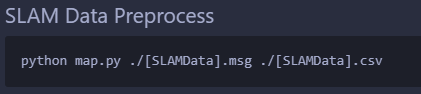 SLAM Data Preprocess
python map.py ./[SLAMData].msg ./[SLAMData].csv